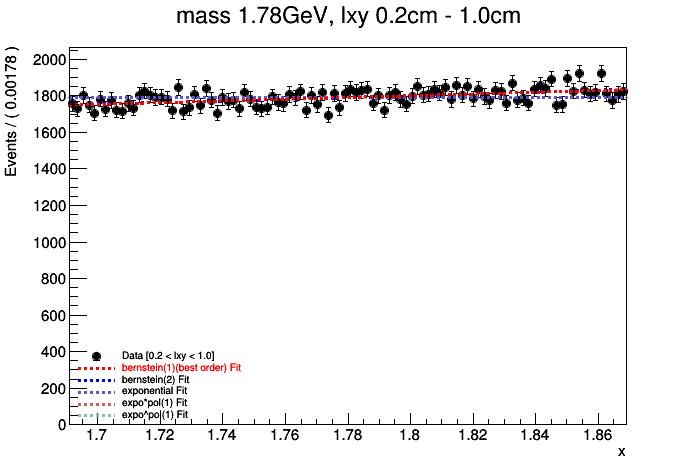 mass 1.78GeV, lxy 0.2cm - 1.0cm
Events / ( 0.00178 )
2000
1800
1600
1400
1200
1000
800
600
400
200
0
Data [0.2 < lxy < 1.0]
bernstein(1)(best order) Fit
bernstein(2) Fit
exponential Fit
expo*pol(1) Fit
expo^pol(1) Fit
1.7 1.72 1.74 1.76 1.78 1.8 1.82 1.84 1.86
x